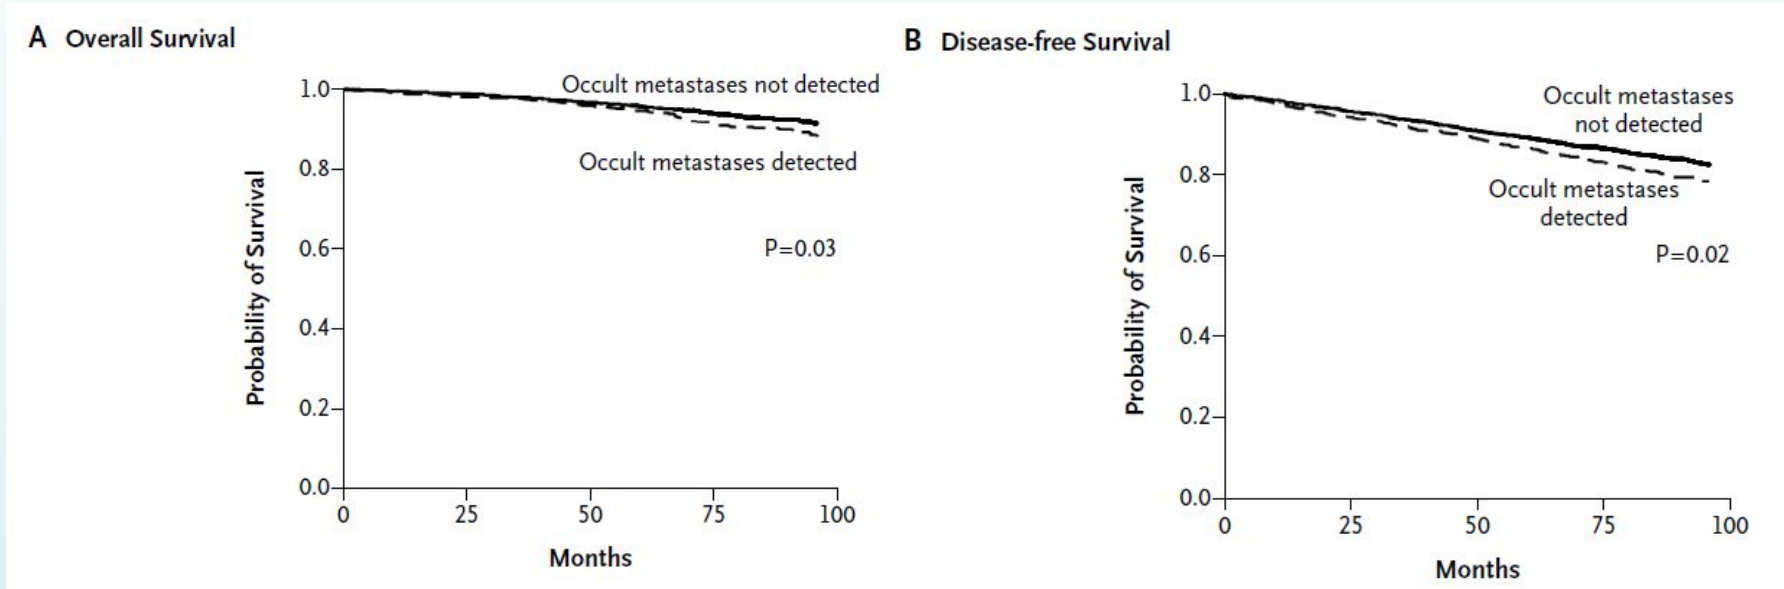 A Overall Survival
1.0
0.8
0.6
0.4
0.2
0.0
Probability of Survival
Occult metastases not detected
Occult metastases detected
P=0.03
0 25 50 75 100
Months
B Disease-free Survival
1.0
0.8
0.6
0.4
0.2
0.0
Probability of Survival
Occult metastases
not detected
Occult metastases
detected
P=0.02
0 25 50 75 100
Months